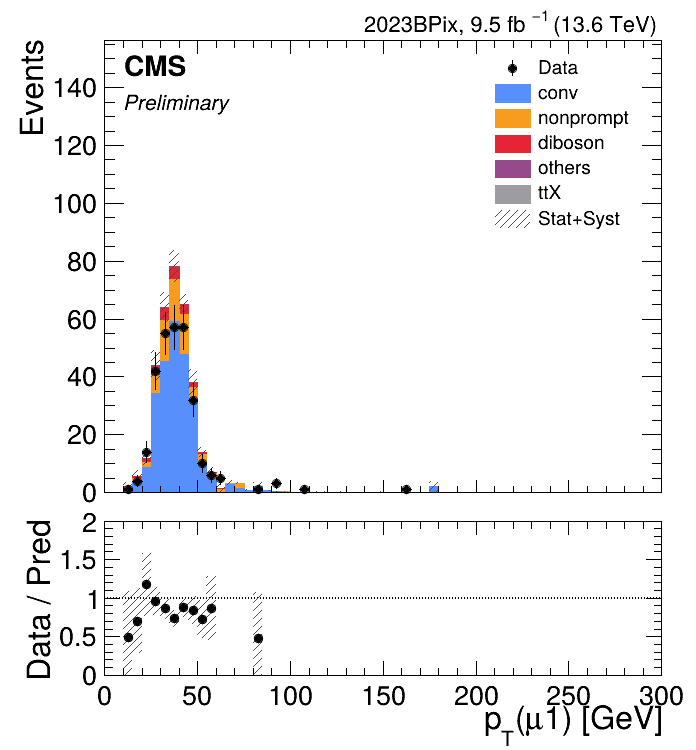 2023BPix, 9.5 fb⁻¹ (13.6 TeV)
CMS
Preliminary
Events
140
120
100
80
60
40
20
0
Data
conv
nonprompt
diboson
others
ttX
Stat+Syst
Data / Pred
2
1.5
1
0.5
0
0 50 100 150 200 250 300
p_T(μ1) [GeV]